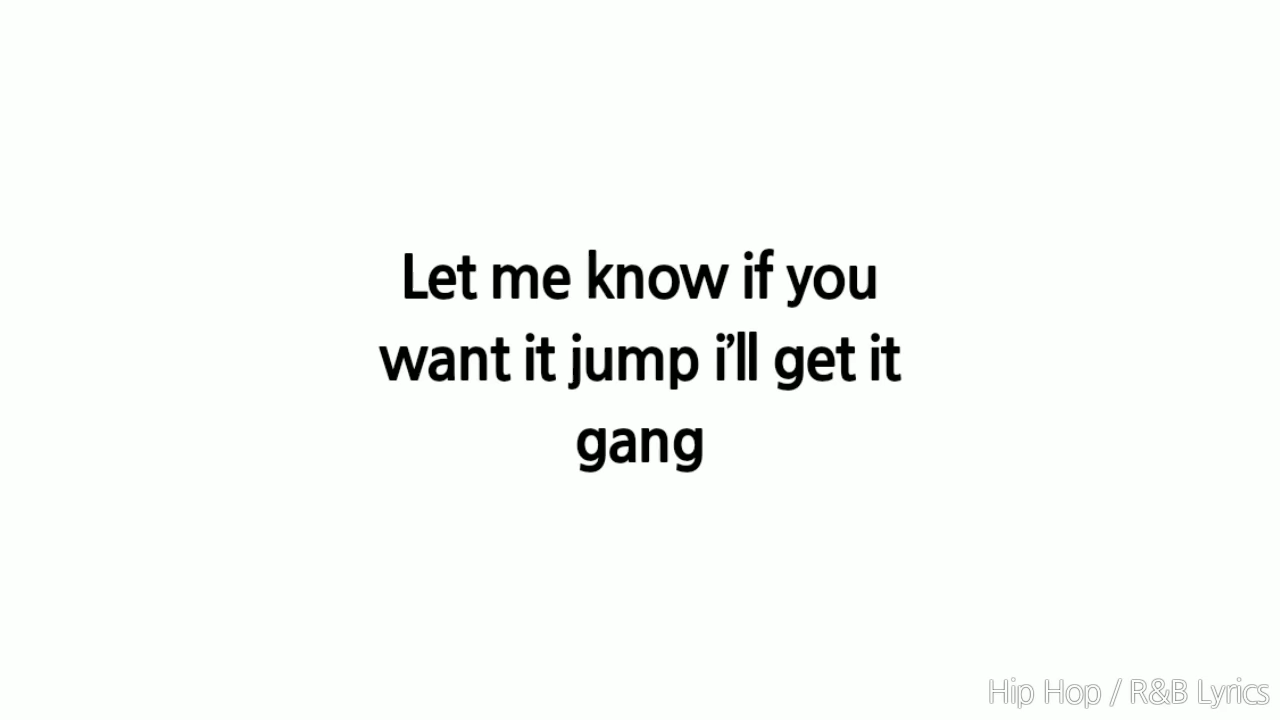 Let me know if you
want it jump i'll get it
gang
Hip Hop / R&B Lyrics